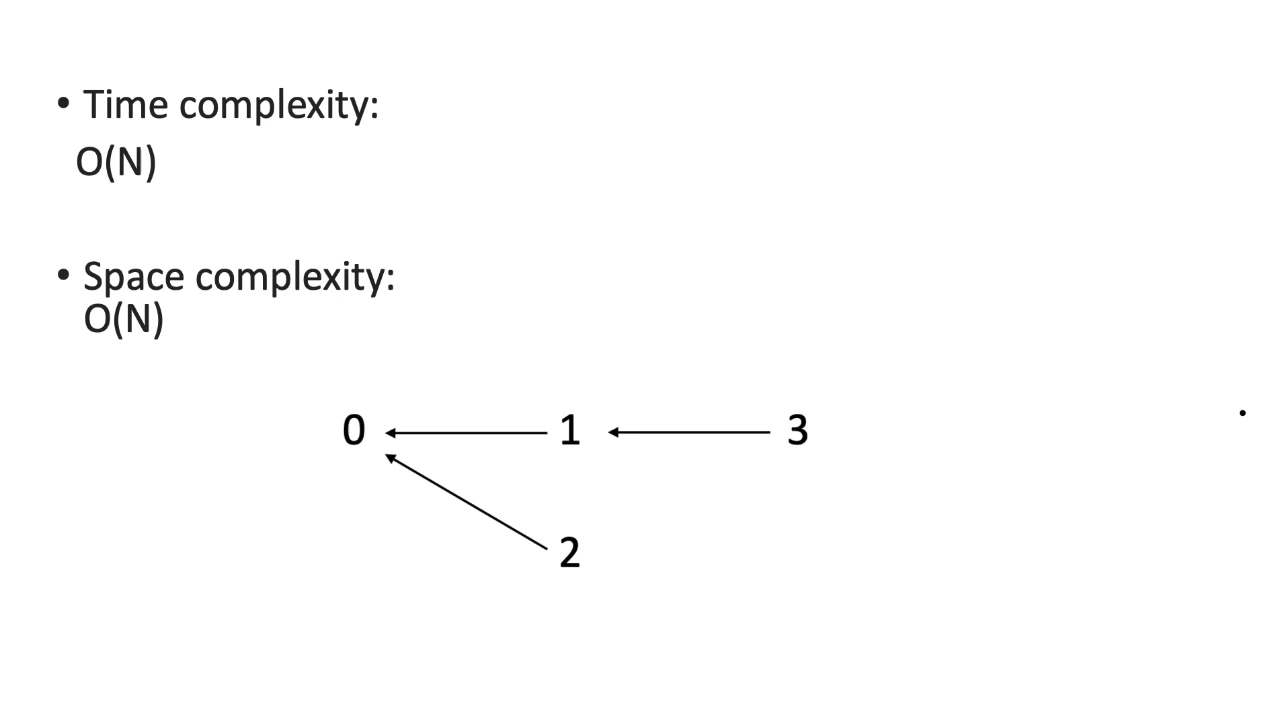 • Time complexity:
O(N)
• Space complexity:
O(N)
0 1 3
2